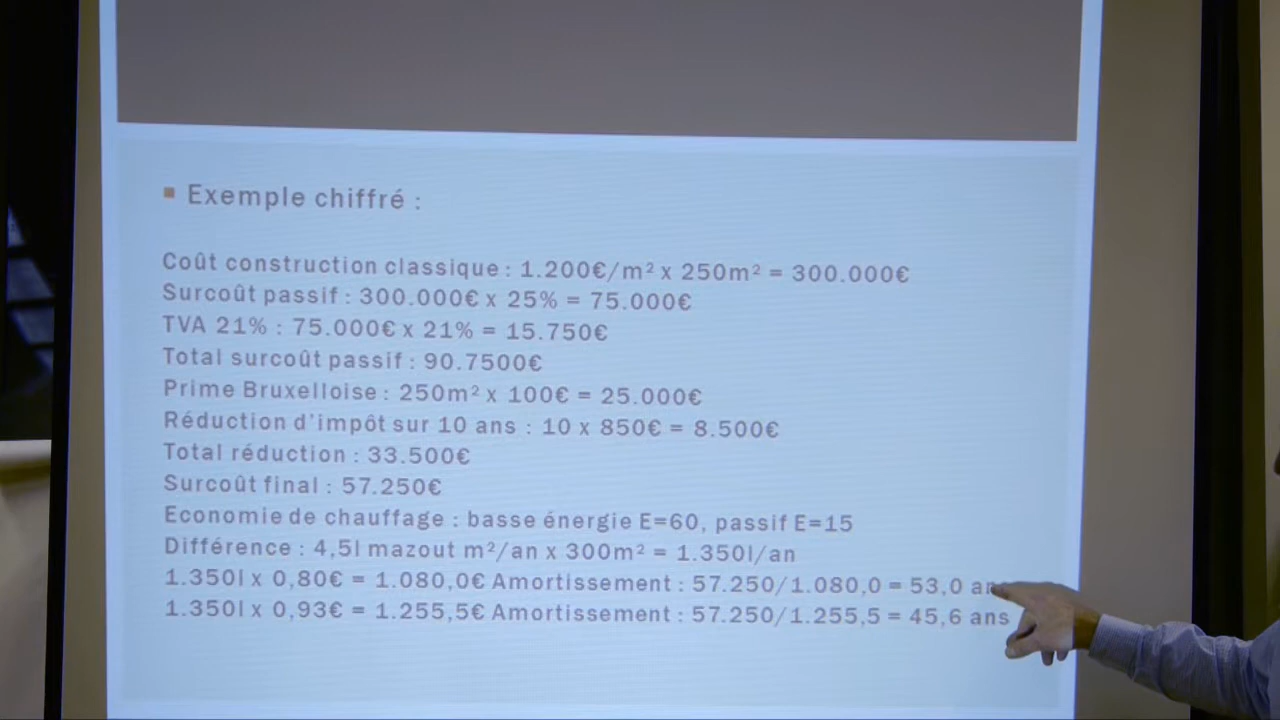 Exemple chiffré :
Coût construction classique : 1.200€/m² x 250m² = 300.000€
Surcoût passif : 300.000€ x 25% = 75.000€
TVA 21% : 75.000€ x 21% = 15.750€
Total surcoût passif : 90.7500€
Prime Bruxelloise : 250m² x 100€ = 25.000€
Réduction d'impôt sur 10 ans : 10 x 850€ = 8.500€
Total réduction : 33.500€
Surcoût final : 57.250€
Economie de chauffage : basse énergie E=60, passif E=15
Différence : 4,5l mazout m²/an x 300m² = 1.350l/an
1.350l x 0,80€ = 1.080,0€ Amortissement : 57.250/1.080,0 = 53,0
1.350l x 0,93€ = 1.255,5€ Amortissement : 57.250/1.255,5 = 45,6 ans